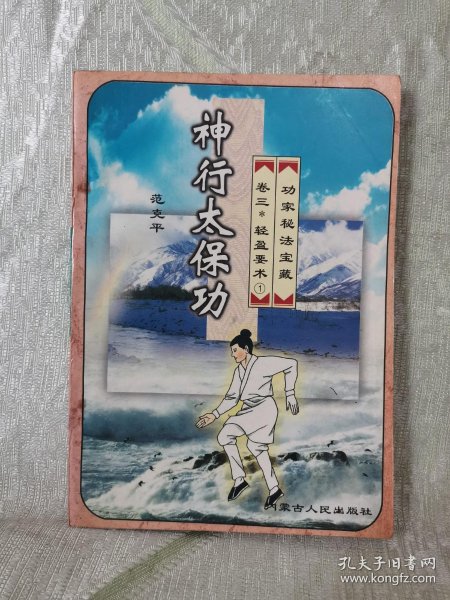 神行太保功
范克平
功家秘法宝藏
卷三*轻盈要术①
内蒙古人民出版社
孔夫子旧书网
www.kongfz.com